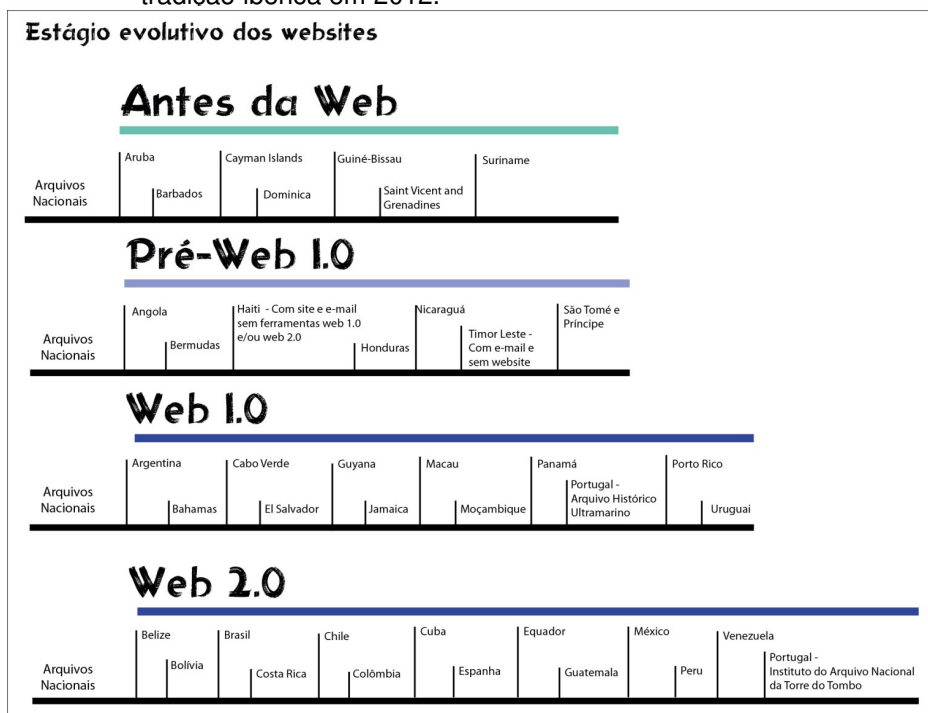 tradição ibérica em 2012.
Estágio evolutivo dos websites
Antes da Web
Arquivos
Nacionais
Aruba
Barbados
Cayman Islands
Dominica
Guiné-Bissau
Saint Vicent and
Grenadines
Suriname
Pré-Web 1.0
Arquivos
Nacionais
Angola
Bermudas
Haiti - Com site e e-mail
sem ferramentas web 1.0
e/ou web 2.0
Honduras
Nicaraguá
Timor Leste -
Com e-mail e
sem website
São Tomé e
Príncipe
Web 1.0
Arquivos
Nacionais
Argentina
Bahamas
Cabo Verde
El Salvador
Guyana
Jamaica
Macau
Moçambique
Panamá
Portugal -
Arquivo Histórico
Ultramarino
Porto Rico
Uruguai
Web 2.0
Arquivos
Nacionais
Belize
Bolívia
Brasil
Costa Rica
Chile
Colômbia
Cuba
Espanha
Equador
Guatemala
México
Peru
Venezuela
Portugal -
Instituto do Arquivo Nacional
da Torre do Tombo